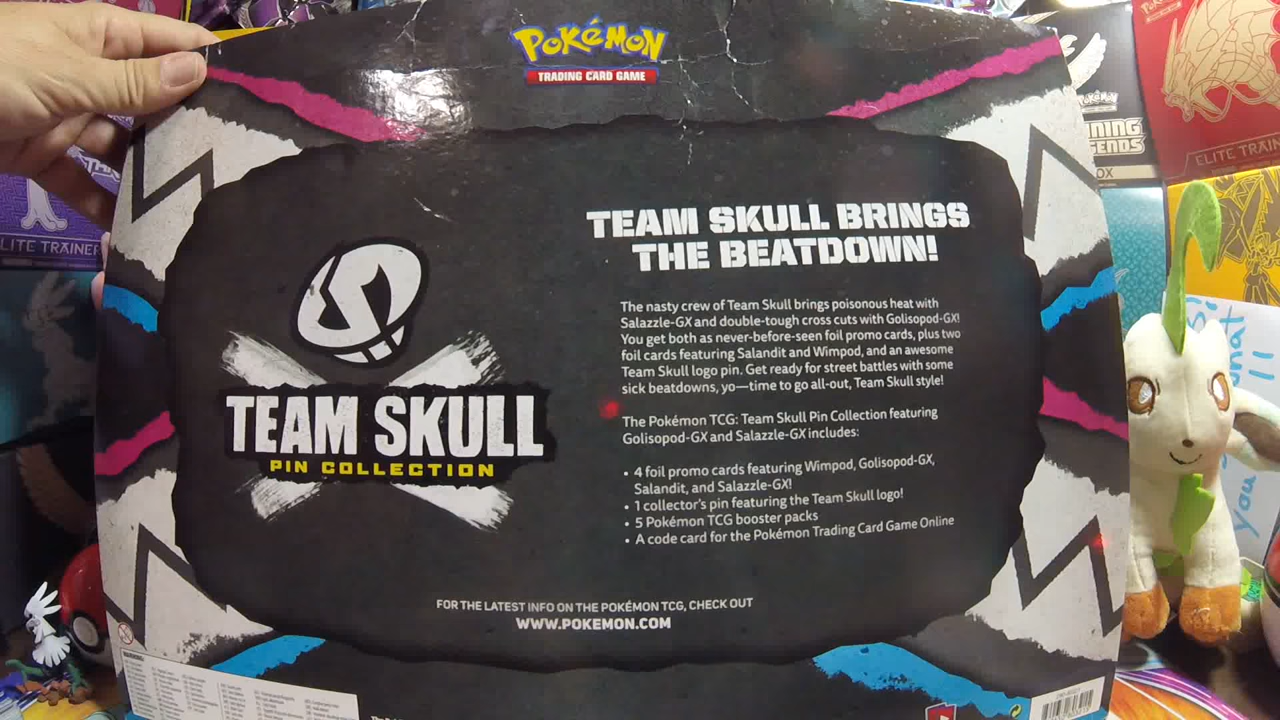 POKéMON
TRADING CARD GAME
TEAM SKULL
PIN COLLECTION
TEAM SKULL BRINGS
THE BEATDOWN!
The nasty crew of Team Skull brings poisonous heat with
Salazzle-GX and double-tough cross cuts with Golisopod-GX!
You get both as never-before-seen foil promo cards, plus two
foil cards featuring Salandit and Wimpod, and an awesome
Team Skull logo pin. Get ready for street battles with some
sick beatdowns, yo—time to go all-out, Team Skull style!
The Pokémon TCG: Team Skull Pin Collection featuring
Golisopod-GX and Salazzle-GX includes:
• 4 foil promo cards featuring Wimpod, Golisopod-GX,
Salandit, and Salazzle-GX!
• 1 collector's pin featuring the Team Skull logo!
• 5 Pokémon TCG booster packs
• A code card for the Pokémon Trading Card Game Online
FOR THE LATEST INFO ON THE POKÉMON TCG, CHECK OUT
WWW.POKEMON.COM
WARNING:
LITE TRAINER
POKéMON
NING
ENDS
OX
ELITE TRAIN
you